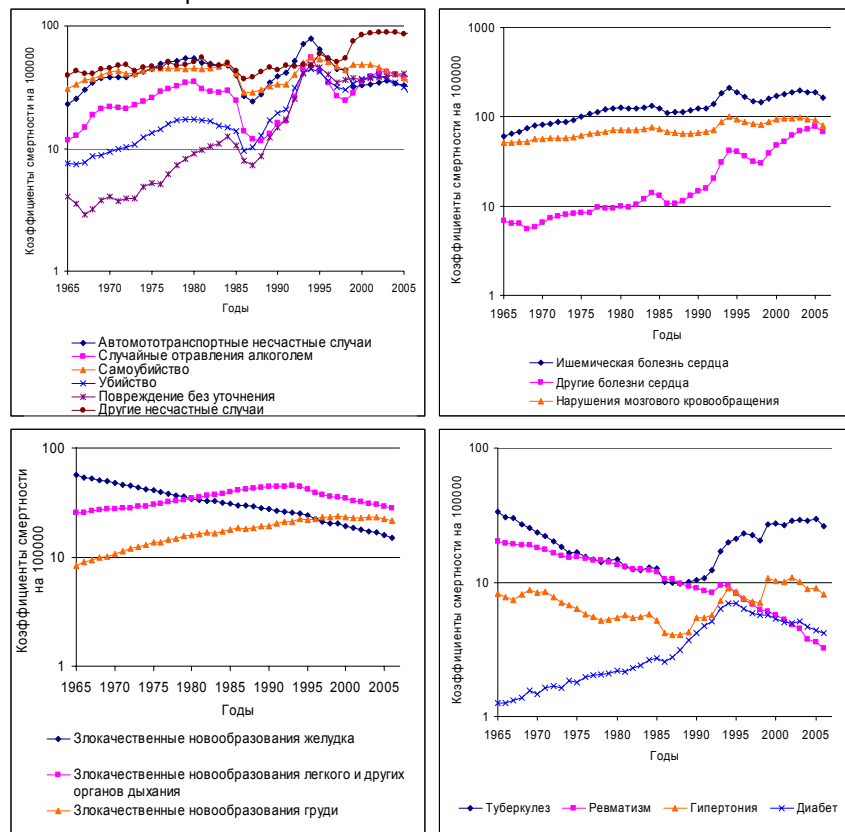 Коэффициенты смертности на 100000
100
10
1
1965 1970 1975 1980 1985 1990 1995 2000 2005
Годы
Автомототранспортные несчастные случаи
Случайные отравления алкоголем
Самоубийство
Убийство
Повреждение без уточнения
Другие несчастные случаи
Коэффициенты смертности на 100000
1000
100
10
1
1965 1970 1975 1980 1985 1990 1995 2000 2005
Годы
Ишемическая болезнь сердца
Другие болезни сердца
Нарушения мозгового кровообращения
Коэффициенты смертности
на 100000
100
10
1
1965 1970 1975 1980 1985 1990 1995 2000 2005
Годы
Злокачественные новообразования желудка
Злокачественные новообразования легкого и других
органов дыхания
Злокачественные новообразования груди
Коэффициенты смертности на 100000
100
10
1
1965 1970 1975 1980 1985 1990 1995 2000 2005
Годы
Туберкулез Ревматизм Гипертония Диабет